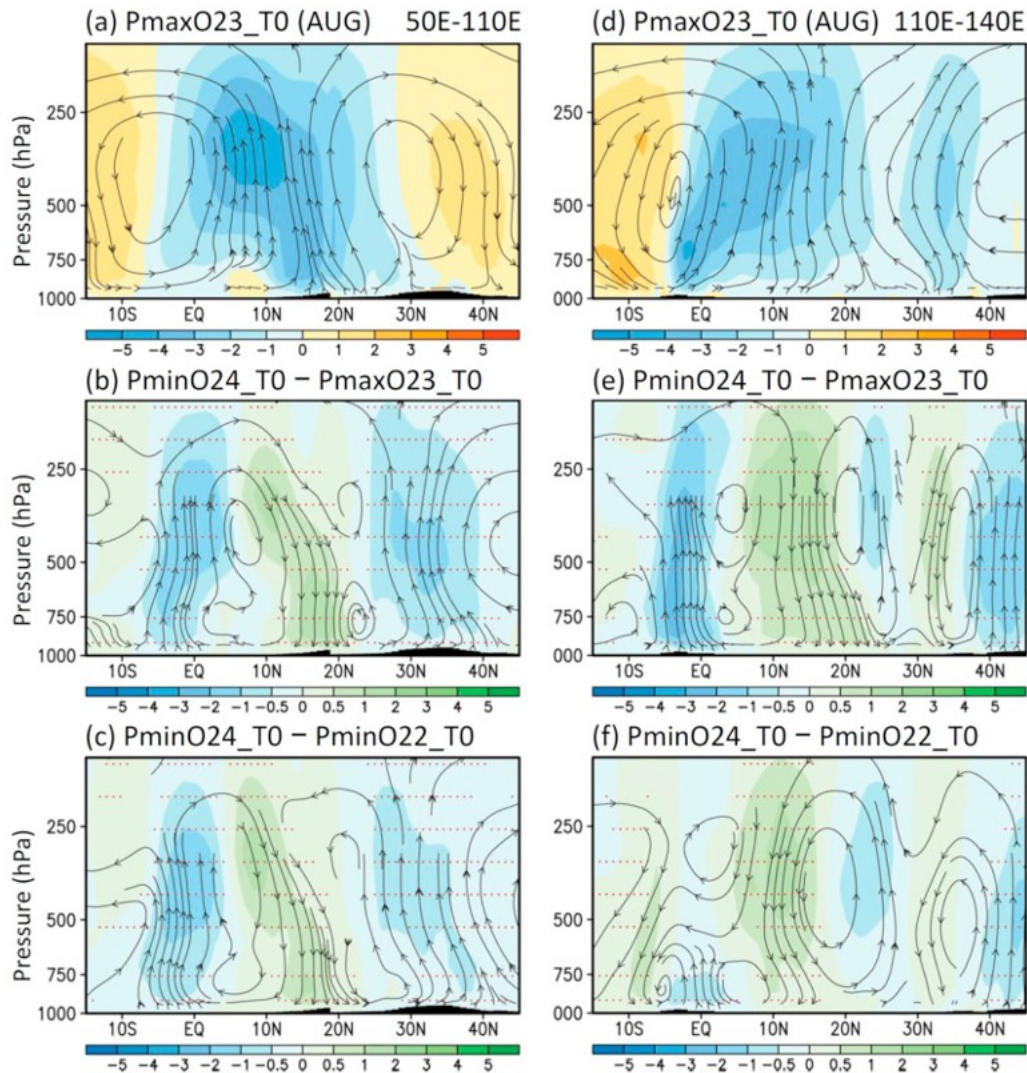 (a) PmaxO23_T0 (AUG) 50E-110E
Pressure (hPa)
250
500
750
1000
10S EQ 10N 20N 30N 40N
-5 -4 -3 -2 -1 0 1 2 3 4 5
(d) PmaxO23_T0 (AUG) 110E-140E
250
500
750
000
10S EQ 10N 20N 30N 40N
-5 -4 -3 -2 -1 0 1 2 3 4 5
(b) PminO24_T0 − PmaxO23_T0
Pressure (hPa)
250
500
750
1000
10S EQ 10N 20N 30N 40N
-5 -4 -3 -2 -1 -0.5 0 0.5 1 2 3 4 5
(e) PminO24_T0 − PmaxO23_T0
250
500
750
000
10S EQ 10N 20N 30N 40N
-5 -4 -3 -2 -1 -0.5 0 0.5 1 2 3 4 5
(c) PminO24_T0 − PminO22_T0
Pressure (hPa)
250
500
750
1000
10S EQ 10N 20N 30N 40N
-5 -4 -3 -2 -1 -0.5 0 0.5 1 2 3 4 5
(f) PminO24_T0 − PminO22_T0
250
500
750
000
10S EQ 10N 20N 30N 40N
-5 -4 -3 -2 -1 -0.5 0 0.5 1 2 3 4 5